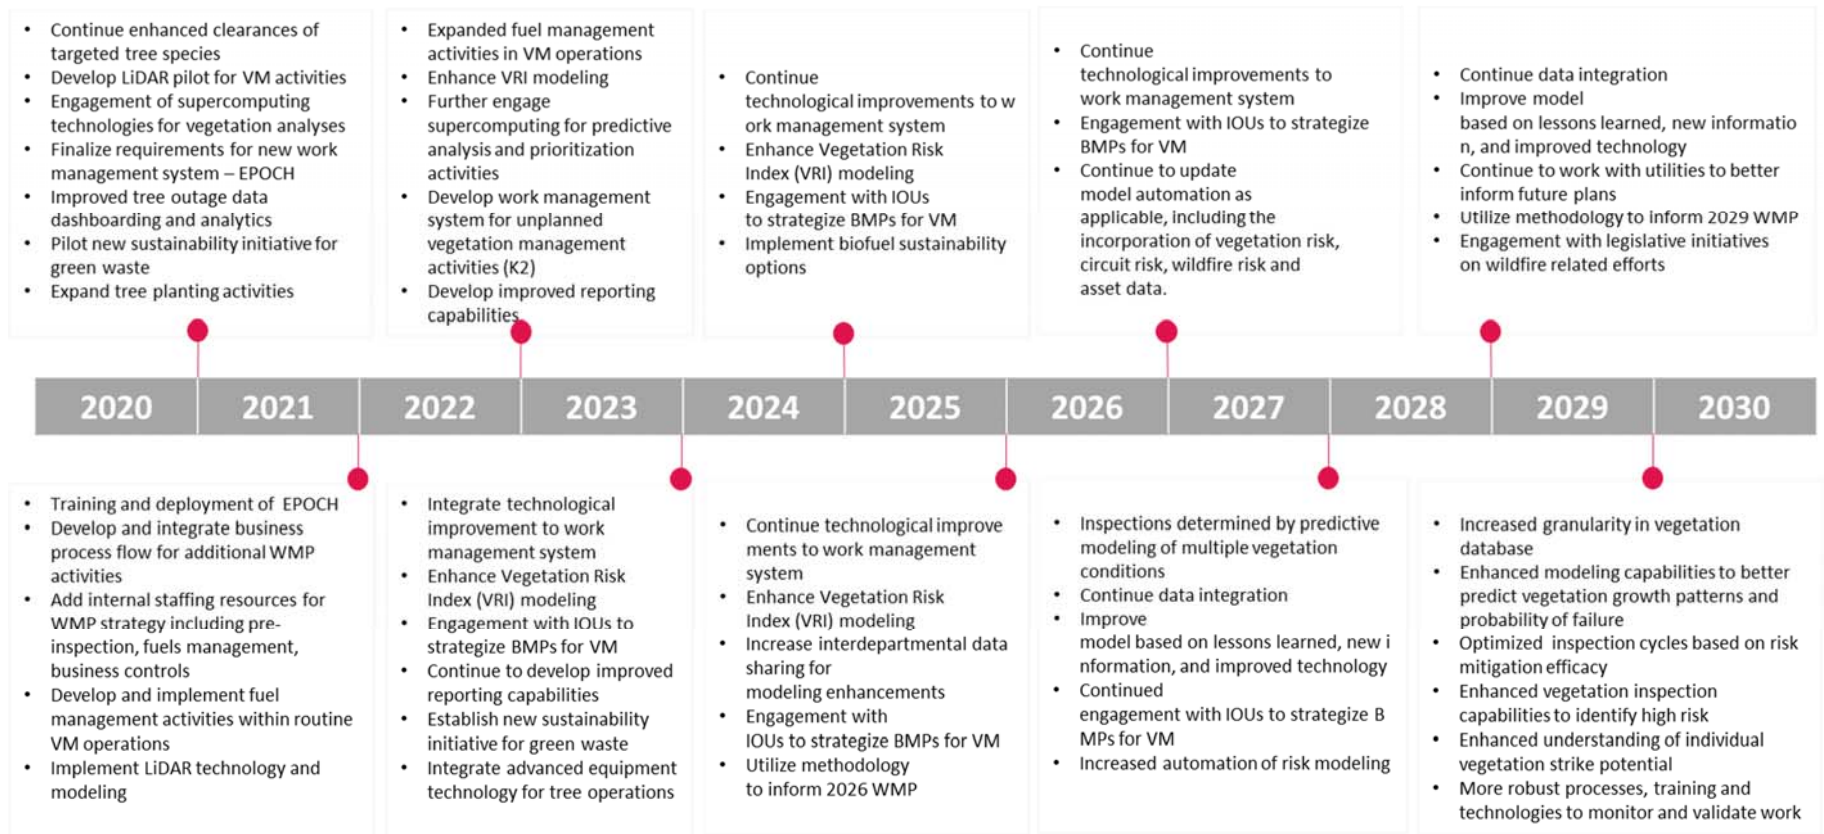 • Continue enhanced clearances of
targeted tree species
• Develop LiDAR pilot for VM activities
• Engagement of supercomputing
technologies for vegetation analyses
• Finalize requirements for new work
management system – EPOCH
• Improved tree outage data
dashboarding and analytics
• Pilot new sustainability initiative for
green waste
• Expand tree planting activities
• Expanded fuel management
activities in VM operations
• Enhance VRI modeling
• Further engage
supercomputing for predictive
analysis and prioritization
activities
• Develop work management
system for unplanned
vegetation management
activities (K2)
• Develop improved reporting
capabilities
• Continue
technological improvements to w
ork management system
• Enhance Vegetation Risk
Index (VRI) modeling
• Engagement with IOUs
to strategize BMPs for VM
• Implement biofuel sustainability
options
• Continue
technological improvements to
work management system
• Engagement with IOUs to strategize
BMPs for VM
• Continue to update
model automation as
applicable, including the
incorporation of vegetation risk,
circuit risk, wildfire risk and
asset data.
• Continue data integration
• Improve model
based on lessons learned, new informatio
n, and improved technology
• Continue to work with utilities to better
inform future plans
• Utilize methodology to inform 2029 WMP
• Engagement with legislative initiatives
on wildfire related efforts
2020 2021 2022 2023 2024 2025 2026 2027 2028 2029 2030
• Training and deployment of EPOCH
• Develop and integrate business
process flow for additional WMP
activities
• Add internal staffing resources for
WMP strategy including pre-
inspection, fuels management,
business controls
• Develop and implement fuel
management activities within routine
VM operations
• Implement LiDAR technology and
modeling
• Integrate technological
improvement to work
management system
• Enhance Vegetation Risk
Index (VRI) modeling
• Engagement with IOUs to
strategize BMPs for VM
• Continue to develop improved
reporting capabilities
• Establish new sustainability
initiative for green waste
• Integrate advanced equipment
technology for tree operations
• Continue technological improve
ments to work management
system
• Enhance Vegetation Risk
Index (VRI) modeling
• Increase interdepartmental data
sharing for
modeling enhancements
• Engagement with
IOUs to strategize BMPs for VM
• Utilize methodology
to inform 2026 WMP
• Inspections determined by predictive
modeling of multiple vegetation
conditions
• Continue data integration
• Improve
model based on lessons learned, new i
nformation, and improved technology
• Continued
engagement with IOUs to strategize B
MPs for VM
• Increased automation of risk modeling
• Increased granularity in vegetation
database
• Enhanced modeling capabilities to better
predict vegetation growth patterns and
probability of failure
• Optimized inspection cycles based on risk
mitigation efficacy
• Enhanced vegetation inspection
capabilities to identify high risk
• Enhanced understanding of individual
vegetation strike potential
• More robust processes, training and
technologies to monitor and validate work